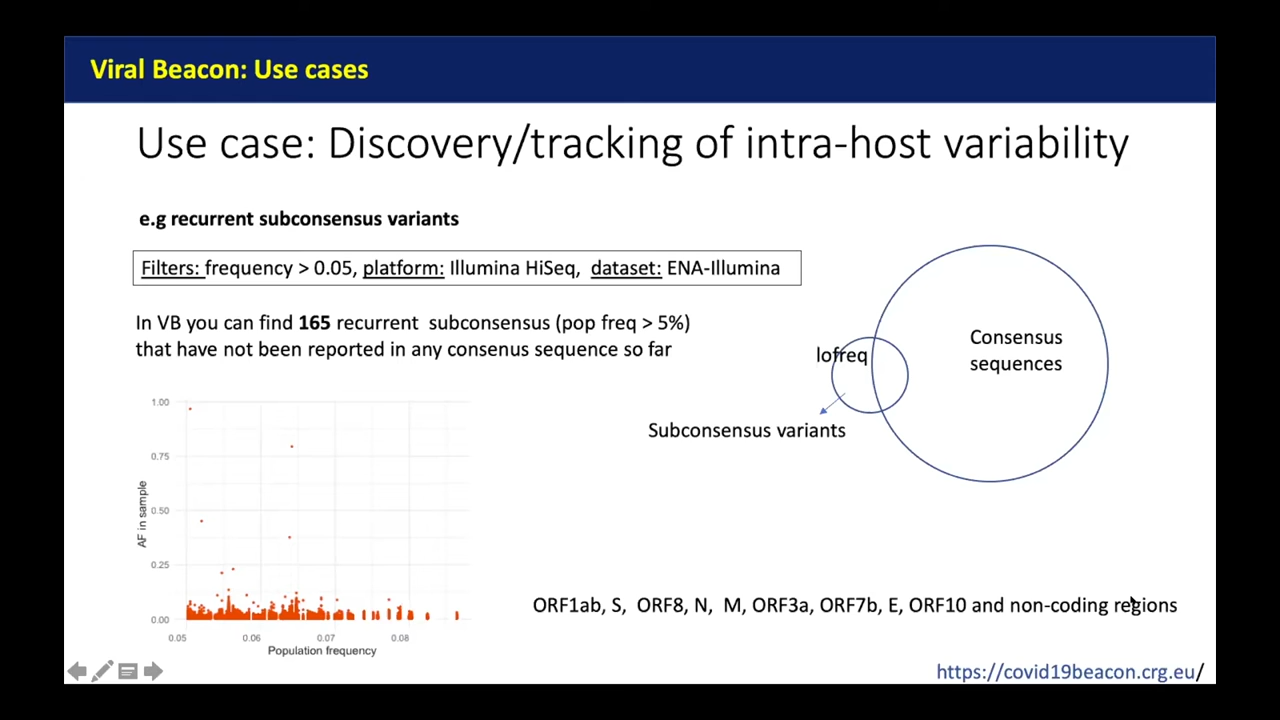 Viral Beacon: Use cases
Use case: Discovery/tracking of intra-host variability
e.g recurrent subconsensus variants
Filters: frequency > 0.05, platform: Illumina HiSeq, dataset: ENA-Illumina
In VB you can find 165 recurrent subconsensus (pop freq > 5%)
that have not been reported in any consenus sequence so far
lofreq
Consensus
sequences
Subconsensus variants
1.00
0.75
0.50
0.25
0.00
AF in sample
0.05 0.06 0.07 0.08
Population frequency
ORF1ab, S, ORF8, N, M, ORF3a, ORF7b, E, ORF10 and non-coding regions
https://covid19beacon.crg.eu/